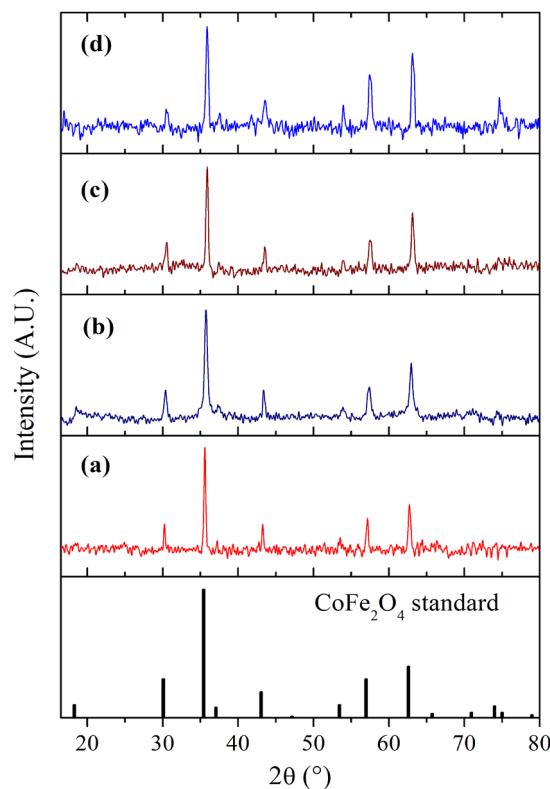 (d)
(c)
(b)
(a)
Intensity (A.U.)
CoFe₂O₄ standard
20 30 40 50 60 70 80
2θ (°)